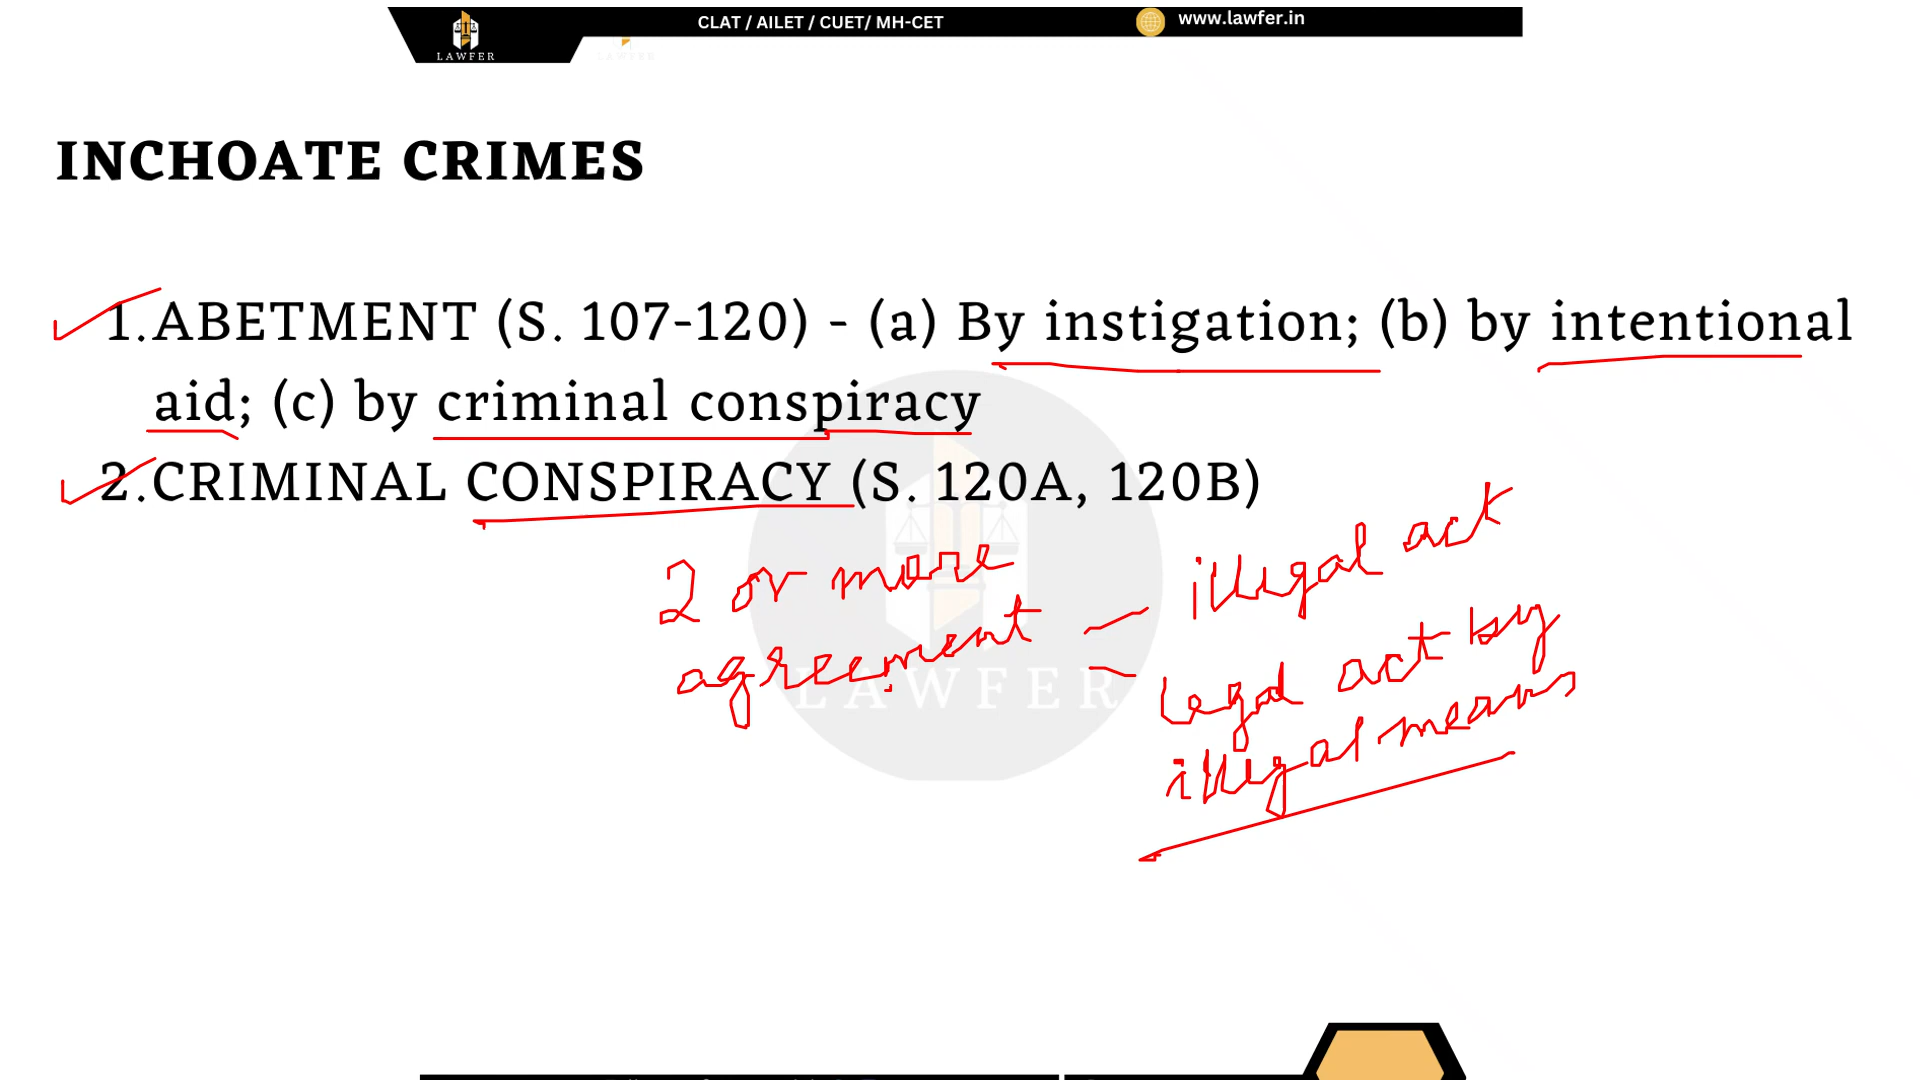 CLAT / AILET / CUET/ MH-CET
www.lawfer.in
LAWFER
INCHOATE CRIMES
1.ABETMENT (S. 107-120) - (a) By instigation; (b) by intentional
aid; (c) by criminal conspiracy
2.CRIMINAL CONSPIRACY (S. 120A, 120B)
2 or more
agreement
illegal act
legal act by
illegal means
LAWFER